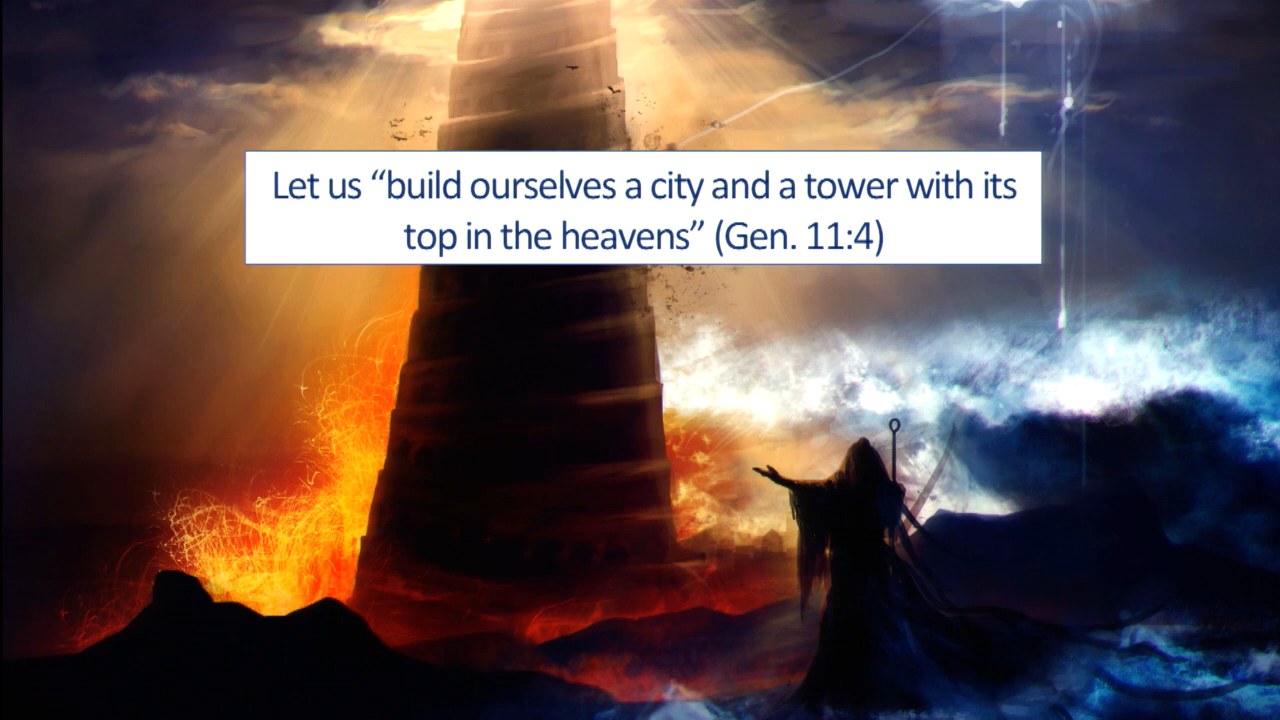 Let us “build ourselves a city and a tower with its
top in the heavens” (Gen. 11:4)